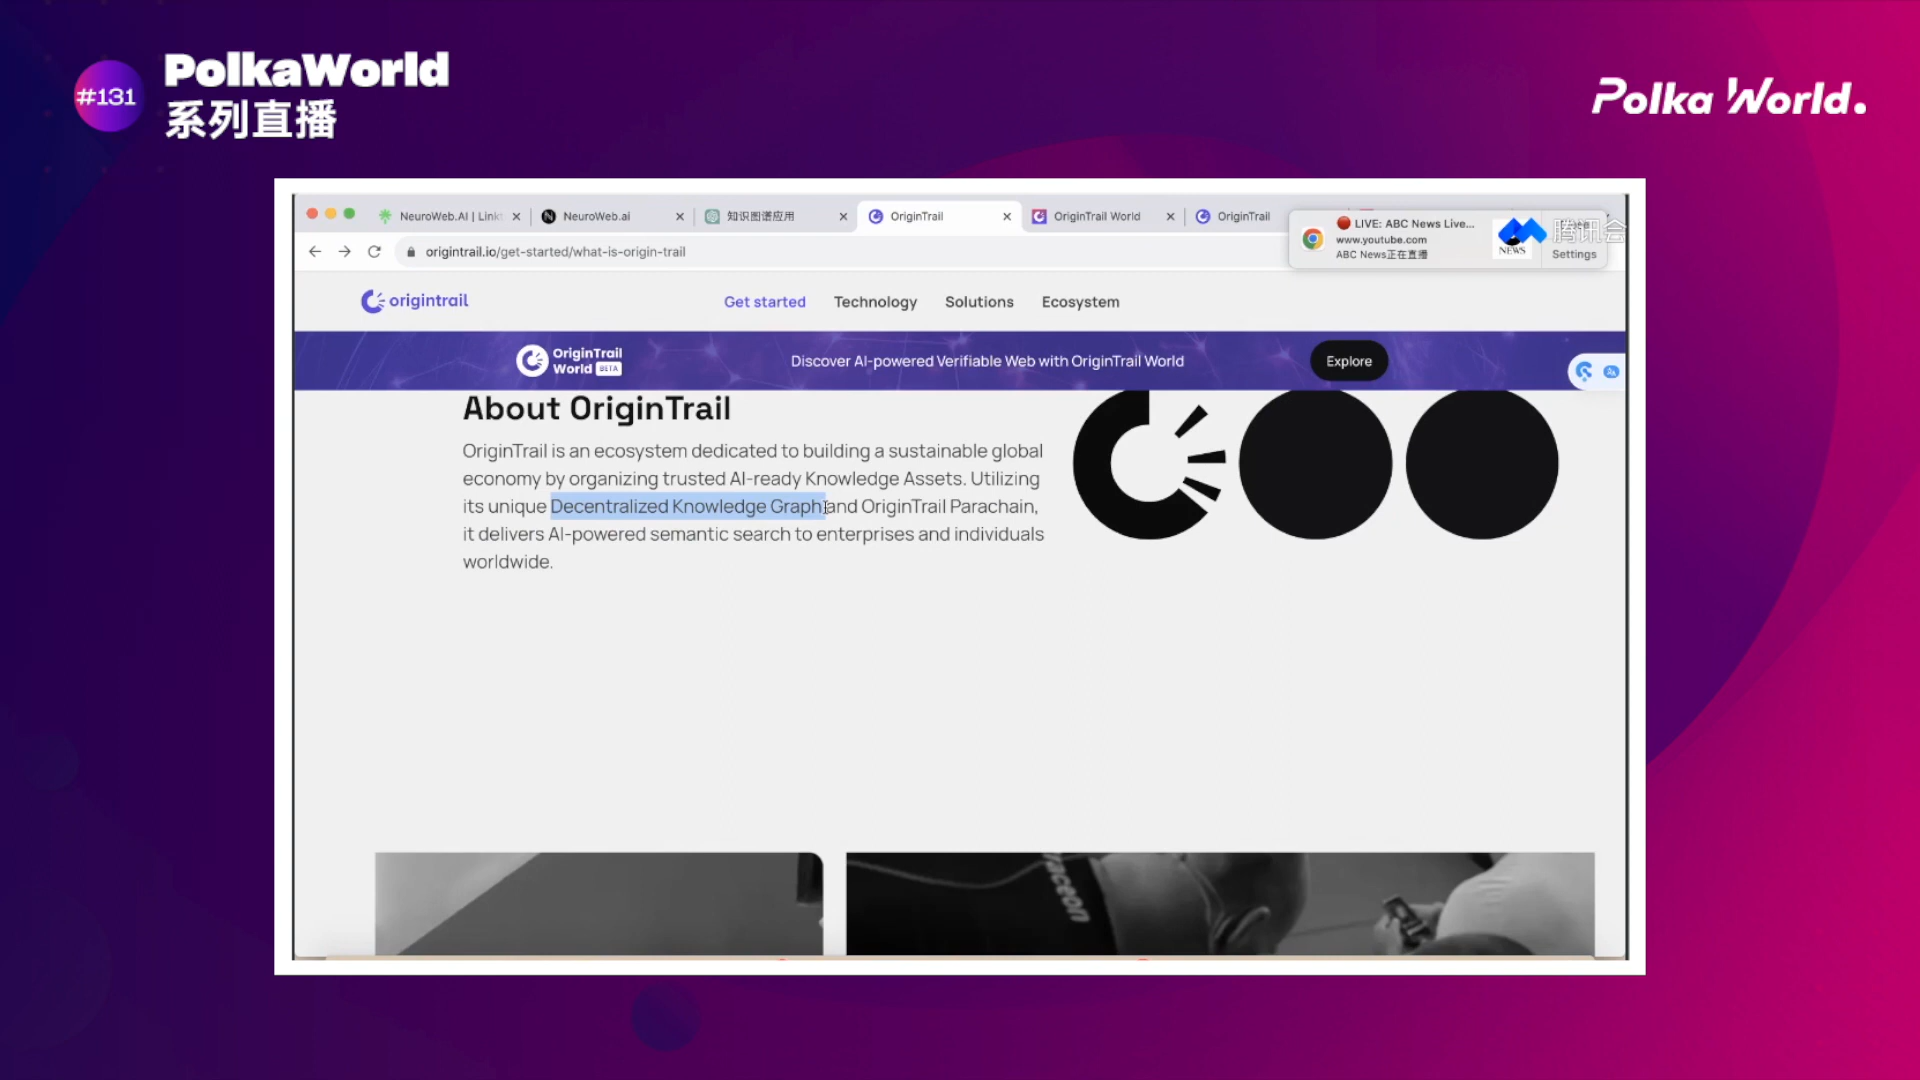 #131
PolkaWorld
系列直播
Polka World.
NeuroWeb.AI | Link
NeuroWeb.ai
知识图谱应用
OriginTrail
OriginTrail World
OriginTrail
LIVE: ABC News Live...
www.youtube.com
ABC News正在直播
NEWS
腾讯会
Settings
origintrail.io/get-started/what-is-origin-trail
origintrail
Get started
Technology
Solutions
Ecosystem
OriginTrail
World BETA
Discover AI-powered Verifiable Web with OriginTrail World
Explore
About OriginTrail
OriginTrail is an ecosystem dedicated to building a sustainable global
economy by organizing trusted AI-ready Knowledge Assets. Utilizing
its unique Decentralized Knowledge Graph and OriginTrail Parachain,
it delivers AI-powered semantic search to enterprises and individuals
worldwide.